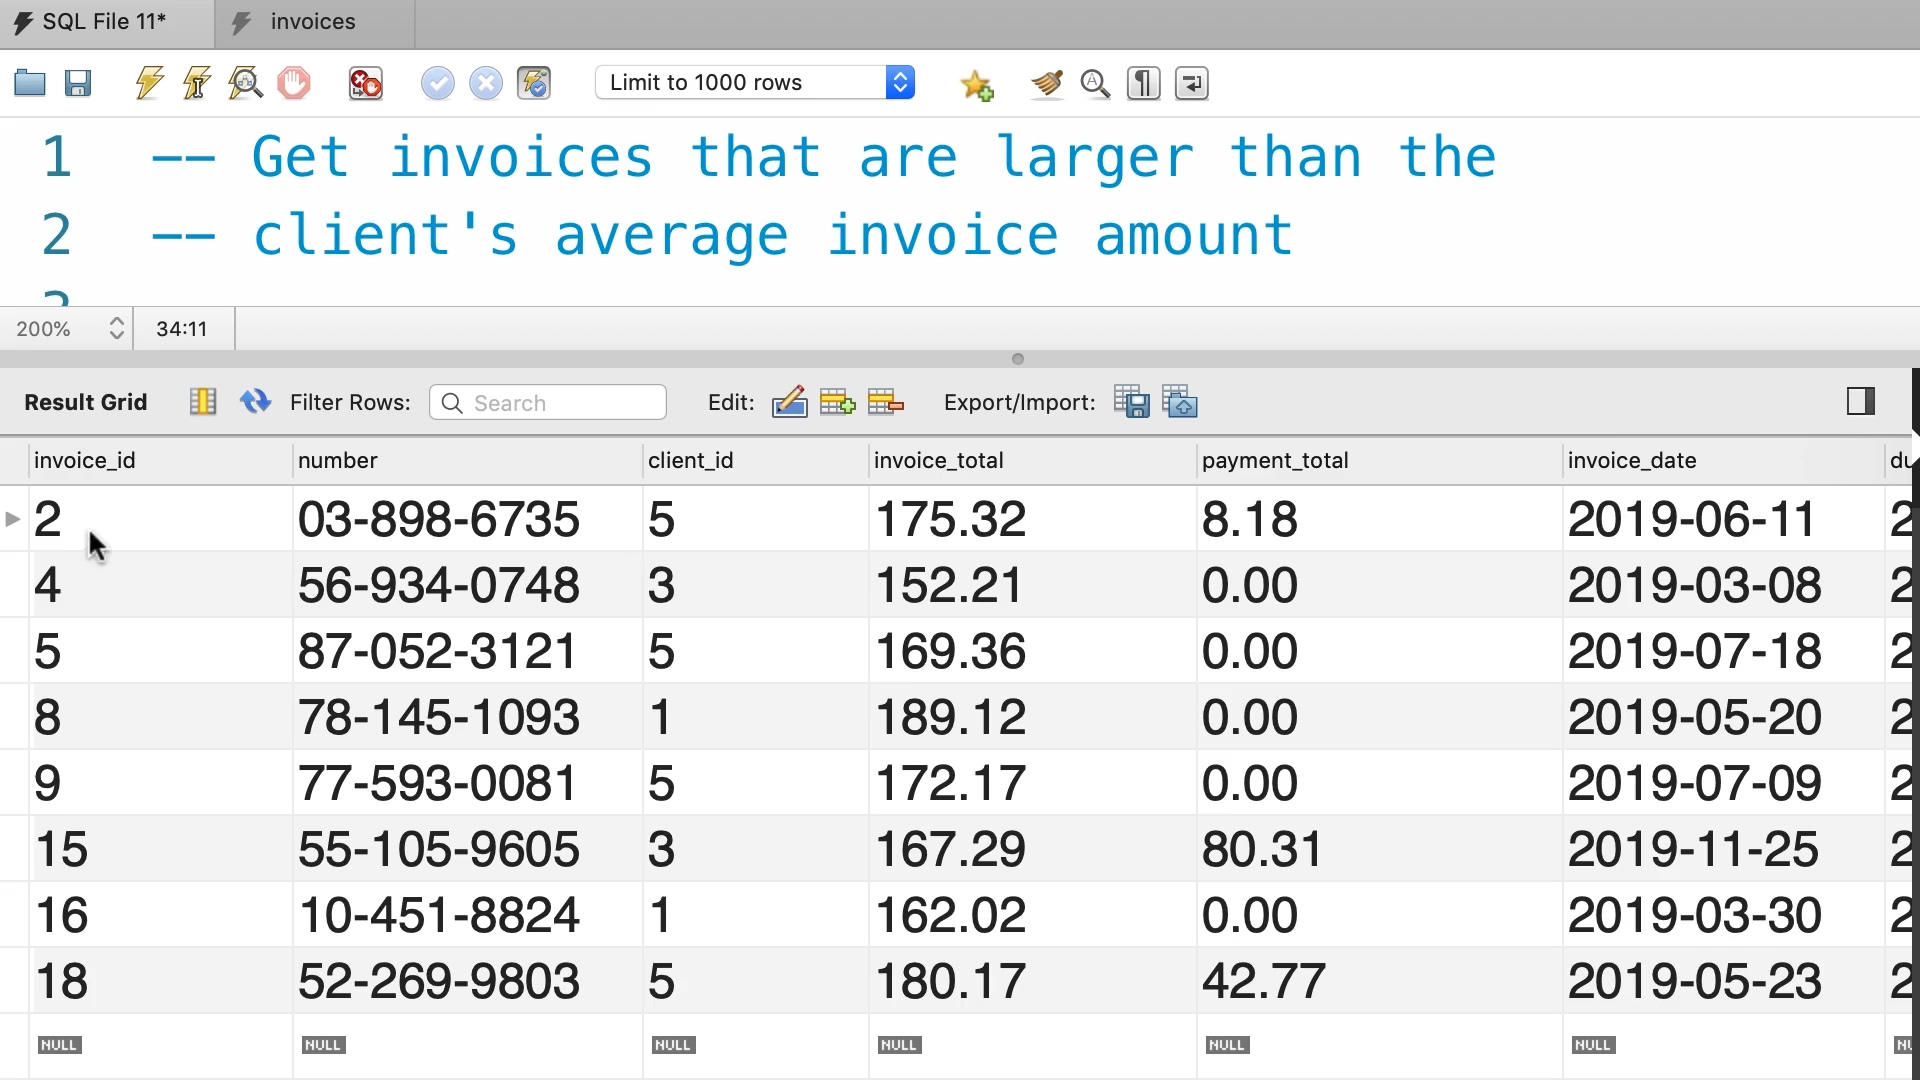 SQL File 11* invoices
Limit to 1000 rows
1 -- Get invoices that are larger than the
2 -- client's average invoice amount
200% 34:11
Result Grid Filter Rows: Search Edit: Export/Import:
invoice_id number client_id invoice_total payment_total invoice_date
2 03-898-6735 5 175.32 8.18 2019-06-11
4 56-934-0748 3 152.21 0.00 2019-03-08
5 87-052-3121 5 169.36 0.00 2019-07-18
8 78-145-1093 1 189.12 0.00 2019-05-20
9 77-593-0081 5 172.17 0.00 2019-07-09
15 55-105-9605 3 167.29 80.31 2019-11-25
16 10-451-8824 1 162.02 0.00 2019-03-30
18 52-269-9803 5 180.17 42.77 2019-05-23
NULL NULL NULL NULL NULL NULL